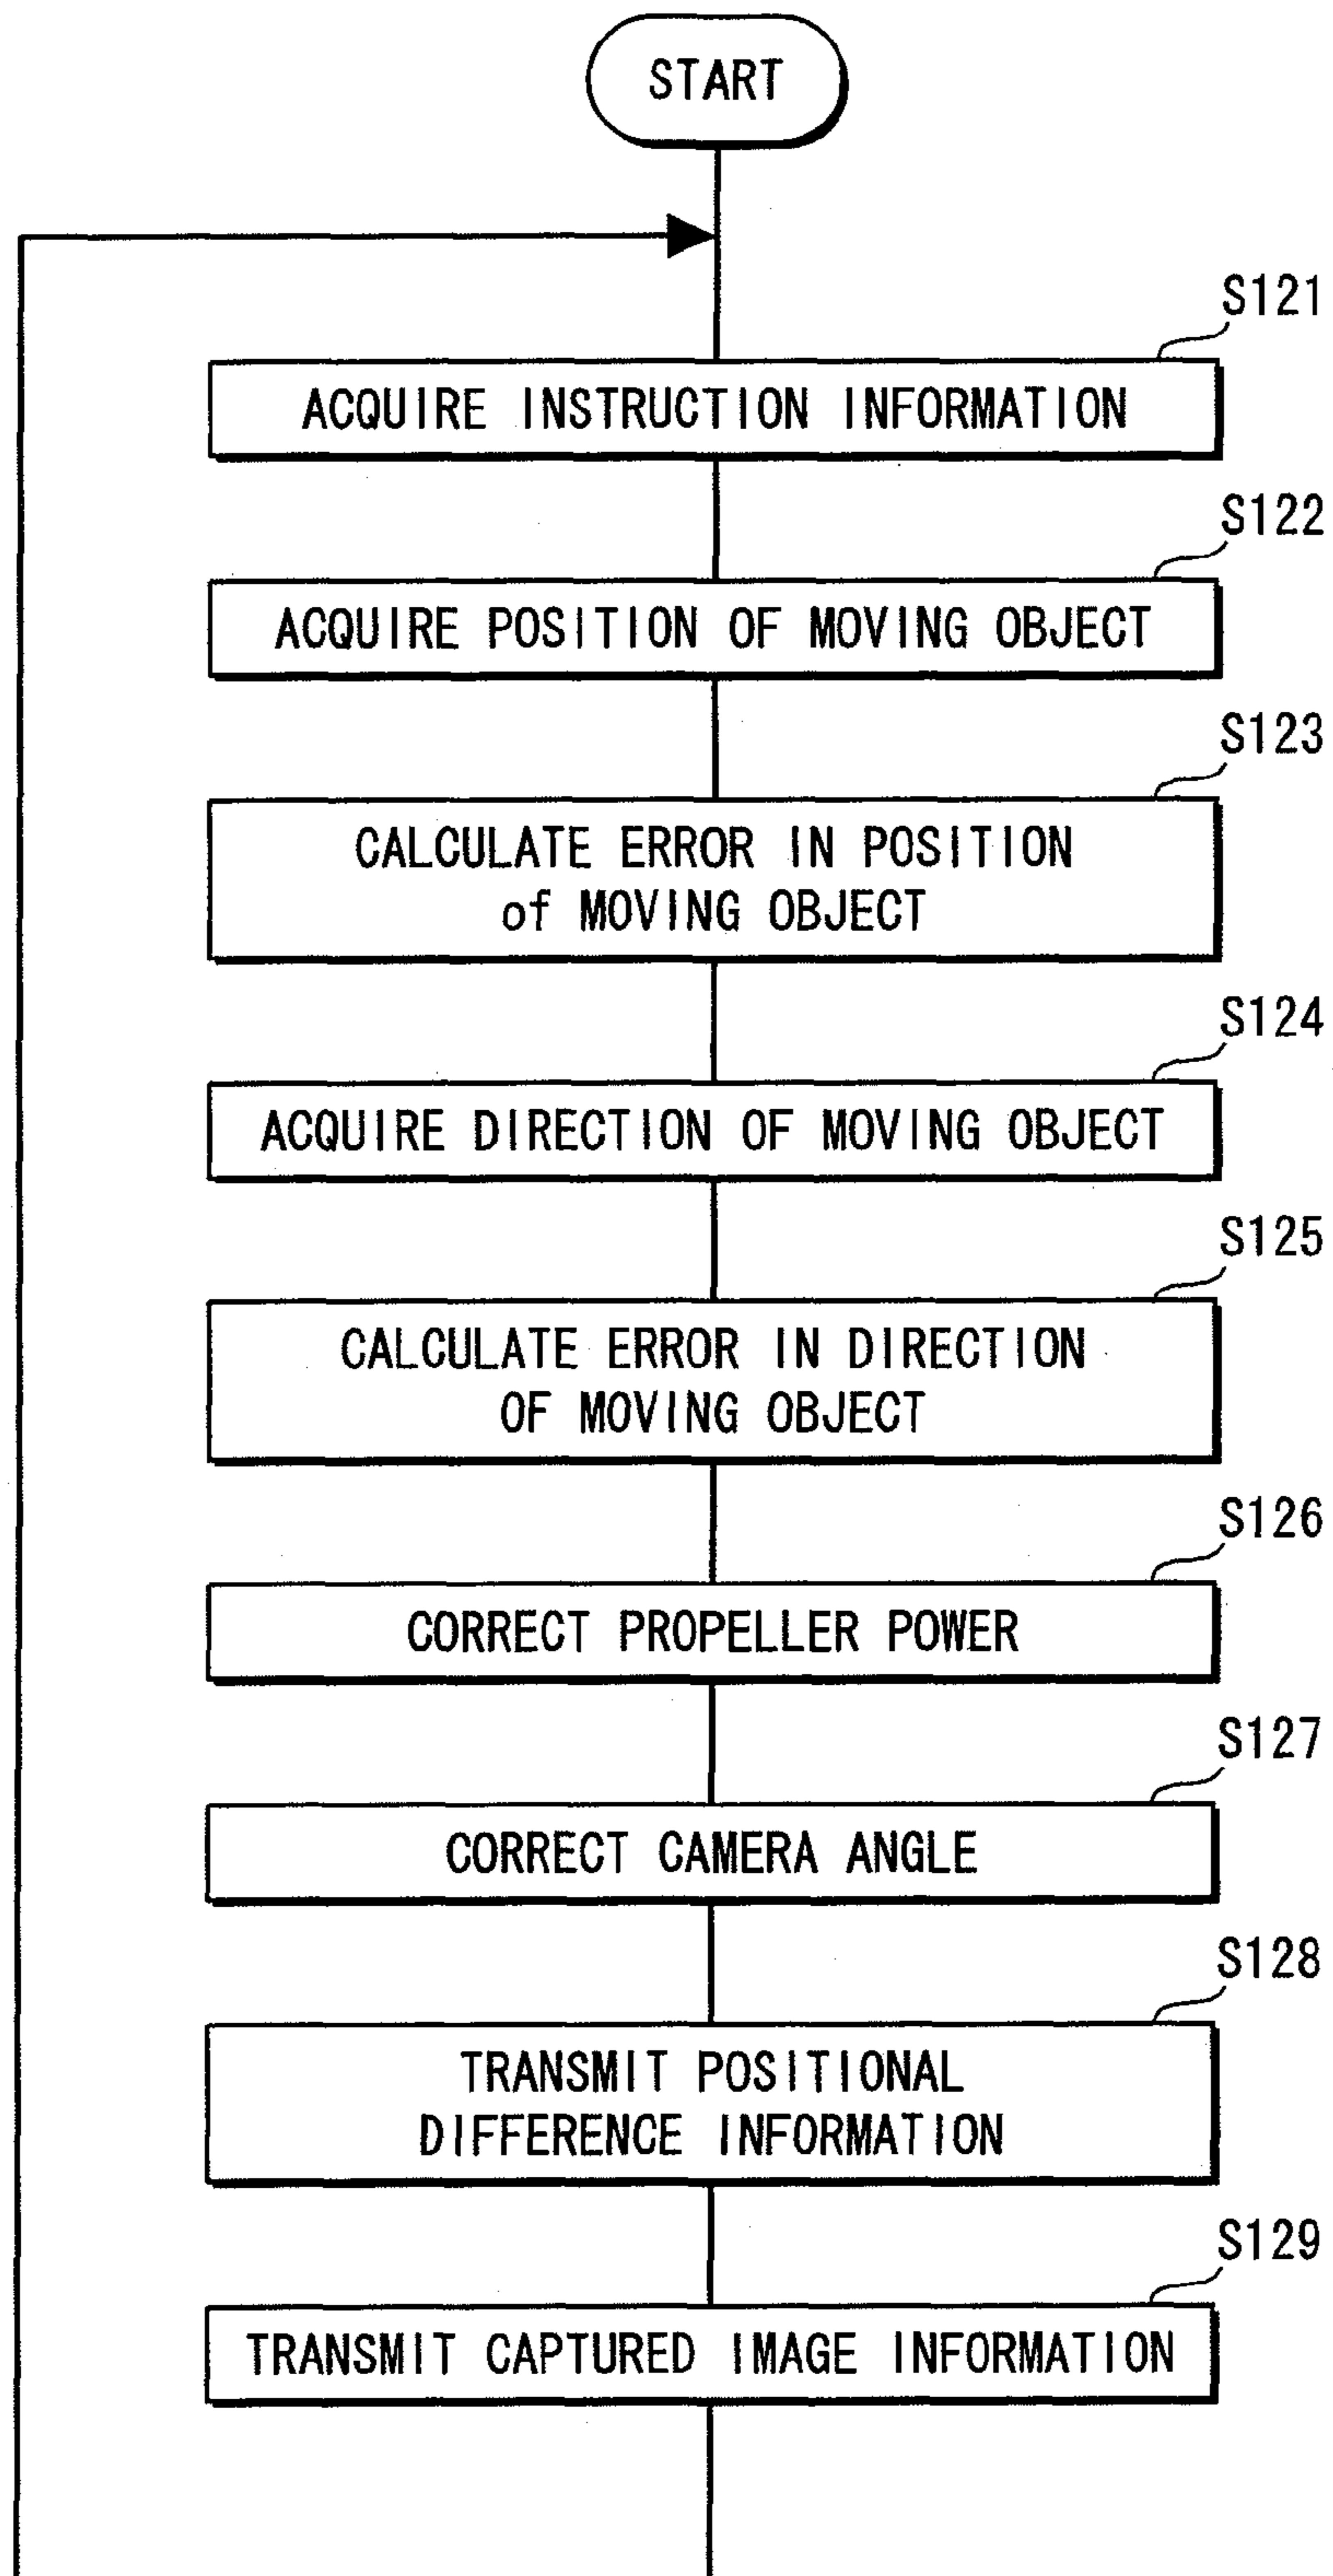 START
S121
ACQUIRE INSTRUCTION INFORMATION
S122
ACQUIRE POSITION OF MOVING OBJECT
S123
CALCULATE ERROR IN POSITION
of MOVING OBJECT
S124
ACQUIRE DIRECTION OF MOVING OBJECT
S125
CALCULATE ERROR IN DIRECTION
OF MOVING OBJECT
S126
CORRECT PROPELLER POWER
S127
CORRECT CAMERA ANGLE
S128
TRANSMIT POSITIONAL
DIFFERENCE INFORMATION
S129
TRANSMIT CAPTURED IMAGE INFORMATION